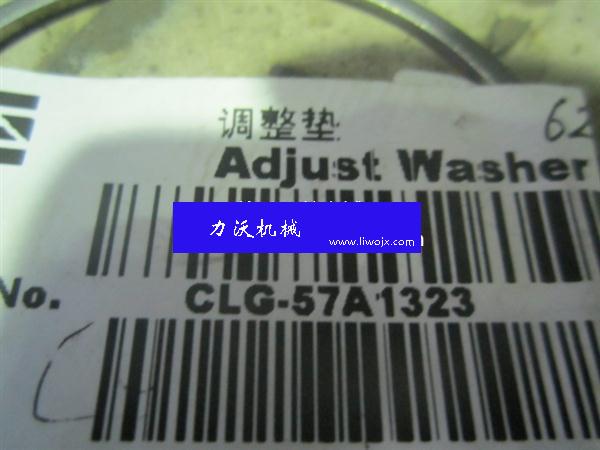 调整垫
62
Adjust Washer
力沃机械
www.liwojx.com
No.
CLG-57A1323